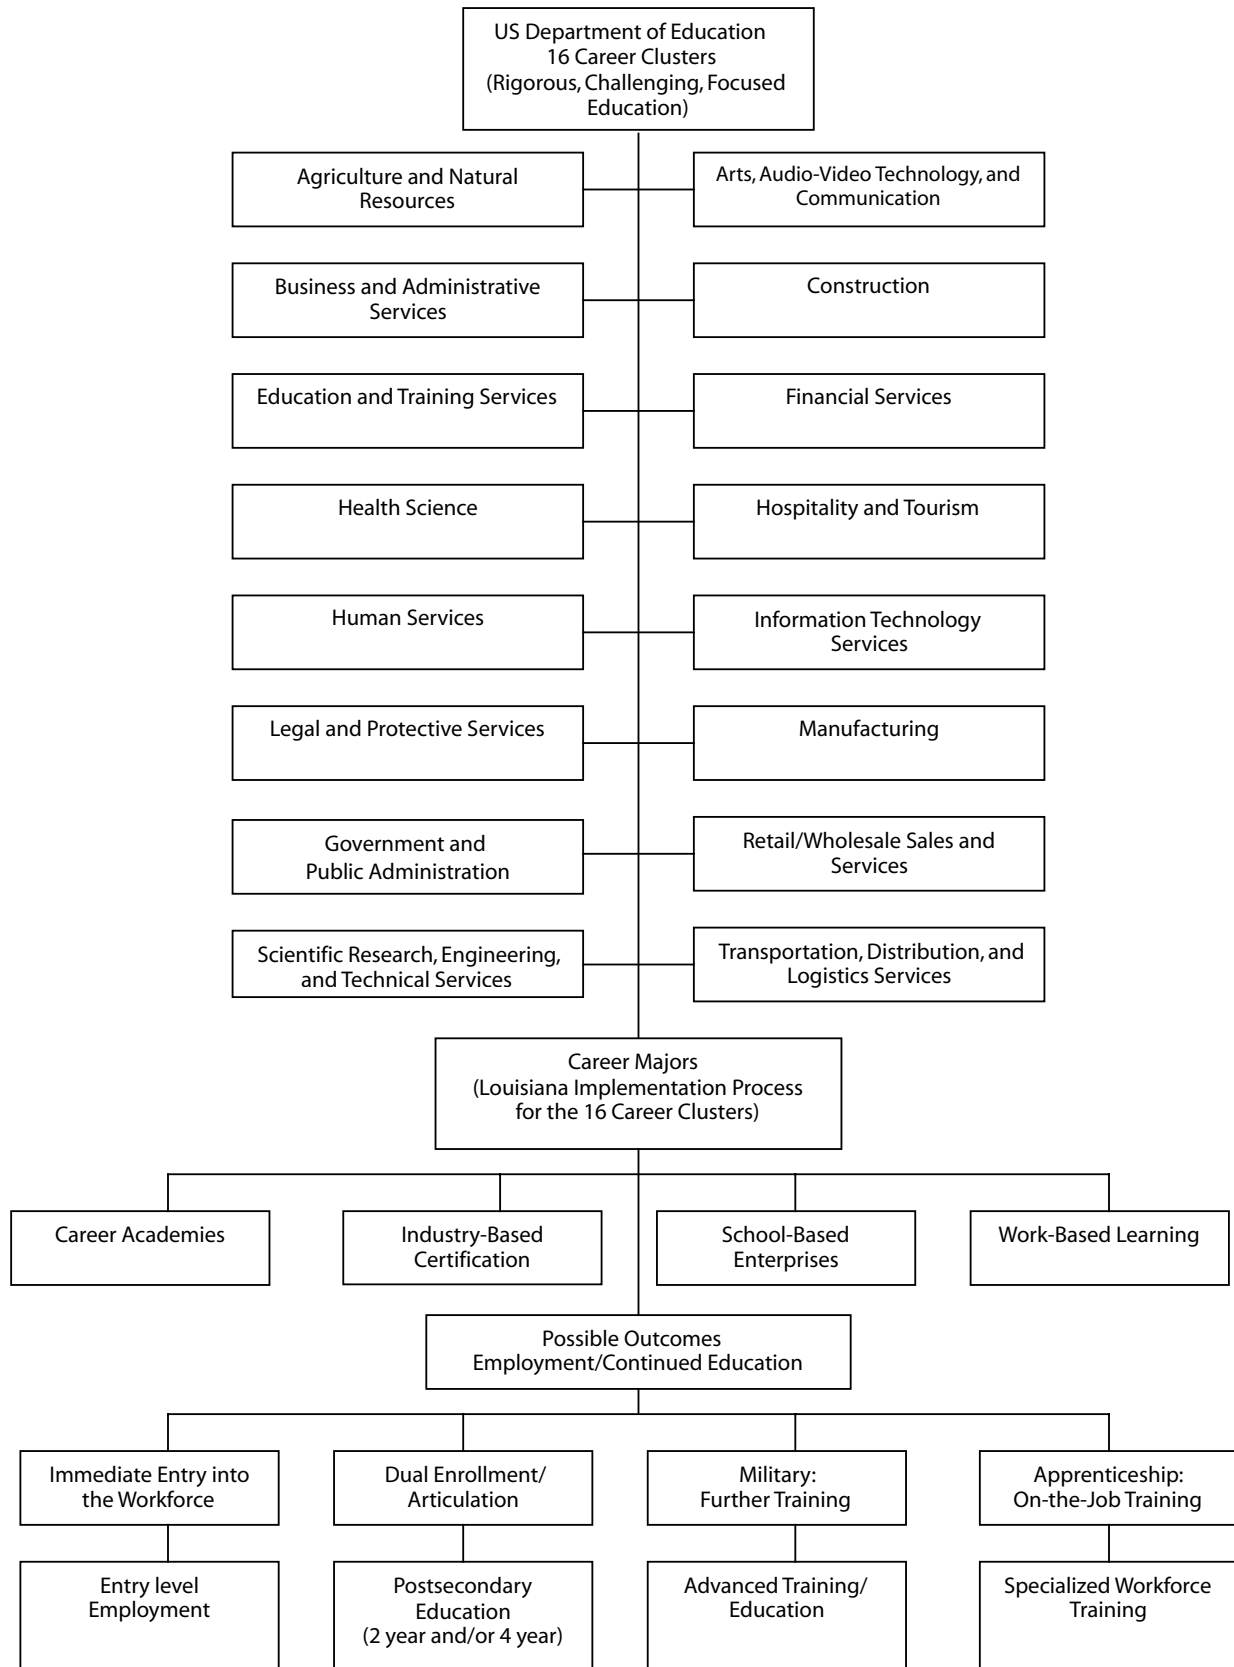 US Department of Education
16 Career Clusters
(Rigorous, Challenging, Focused
Education)
Agriculture and Natural
Resources
Arts, Audio-Video Technology, and
Communication
Business and Administrative
Services
Construction
Education and Training Services
Financial Services
Health Science
Hospitality and Tourism
Human Services
Information Technology
Services
Legal and Protective Services
Manufacturing
Government and
Public Administration
Retail/Wholesale Sales and
Services
Scientific Research, Engineering,
and Technical Services
Transportation, Distribution, and
Logistics Services
Career Majors
(Louisiana Implementation Process
for the 16 Career Clusters)
Career Academies
Industry-Based
Certification
School-Based
Enterprises
Work-Based Learning
Possible Outcomes
Employment/Continued Education
Immediate Entry into
the Workforce
Dual Enrollment/
Articulation
Military:
Further Training
Apprenticeship:
On-the-Job Training
Entry level
Employment
Postsecondary
Education
(2 year and/or 4 year)
Advanced Training/
Education
Specialized Workforce
Training